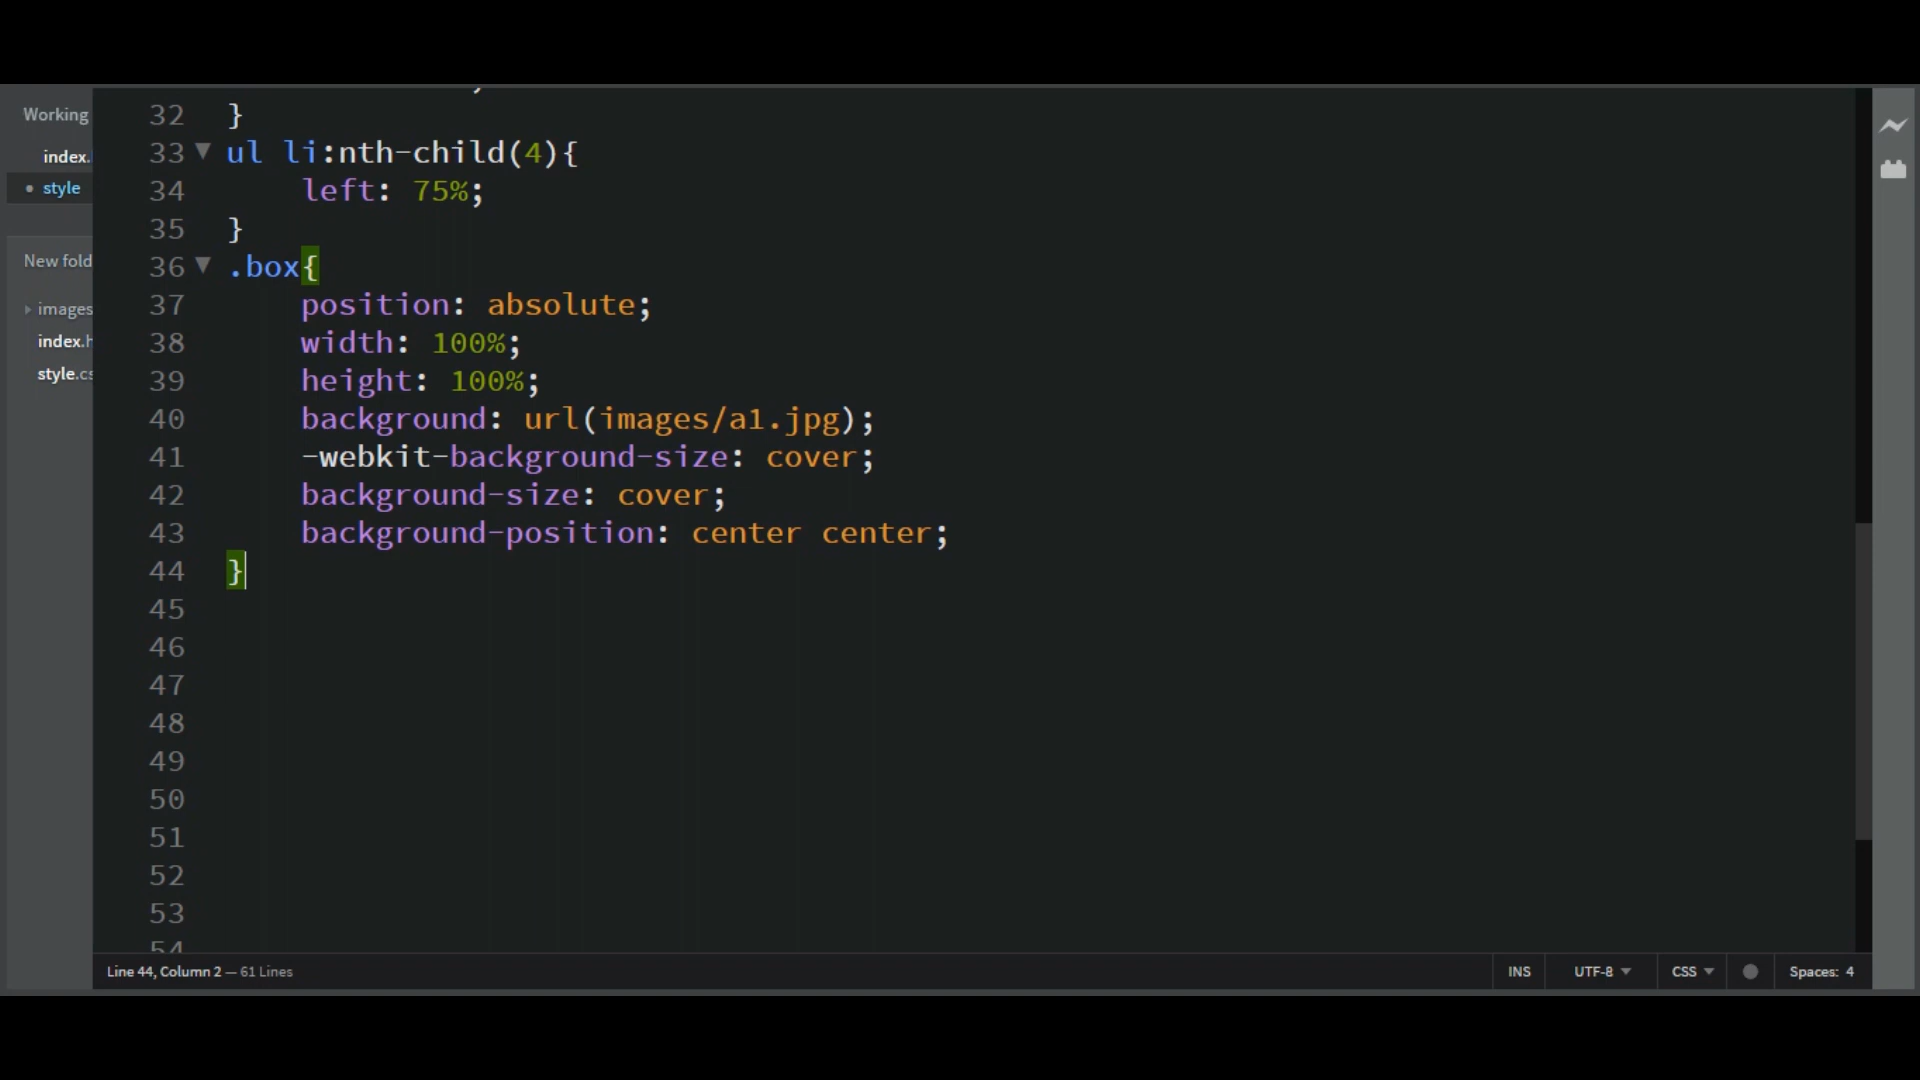 Working
index.
style
New fold
images
index.h
style.cs
32 }
33 ul li:nth-child(4){
34 left: 75%;
35 }
36 .box{
37 position: absolute;
38 width: 100%;
39 height: 100%;
40 background: url(images/a1.jpg);
41 -webkit-background-size: cover;
42 background-size: cover;
43 background-position: center center;
44 }
45
46
47
48
49
50
51
52
53
54
Line 44, Column 2 — 61 Lines
INS UTF-8 CSS Spaces: 4